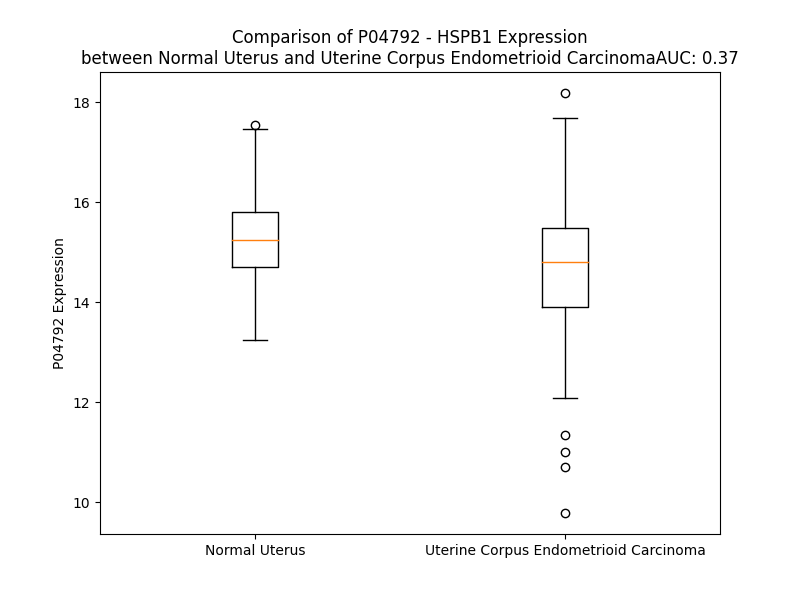 Comparison of P04792 - HSPB1 Expression
between Normal Uterus and Uterine Corpus Endometrioid CarcinomaAUC: 0.37
18
16
14
12
10
P04792 Expression
Normal Uterus
Uterine Corpus Endometrioid Carcinoma